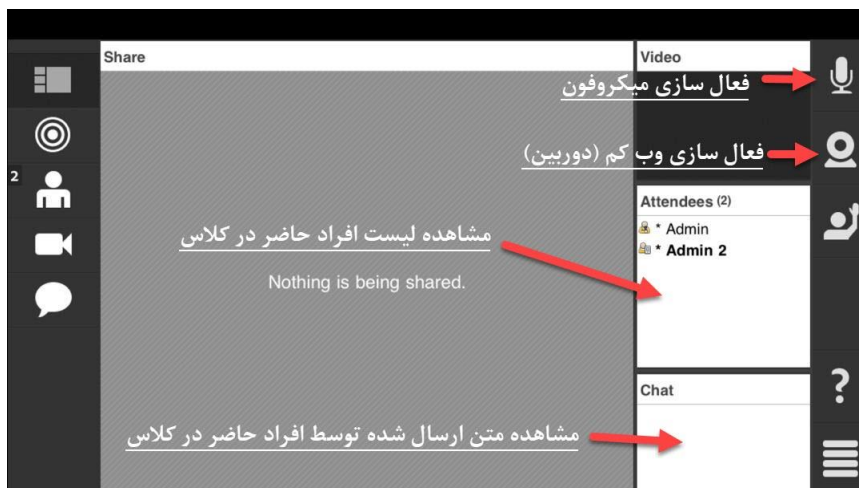 Share
Video
فعال سازی میکروفون
فعال سازی وب کم (دوربین)
2
Attendees (2)
* Admin
* Admin 2
مشاهده لیست افراد حاضر در کلاس
Nothing is being shared.
Chat
?
مشاهده متن ارسال شده توسط افراد حاضر در کلاس